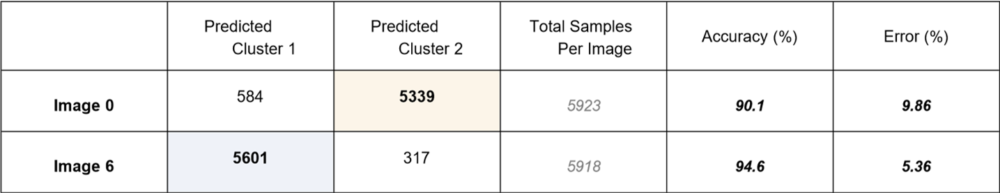 Predicted Cluster 1
Predicted Cluster 2
Total Samples Per Image
Accuracy (%)
Error (%)
Image 0 584 5339 5923 90.1 9.86
Image 6 5601 317 5918 94.6 5.36